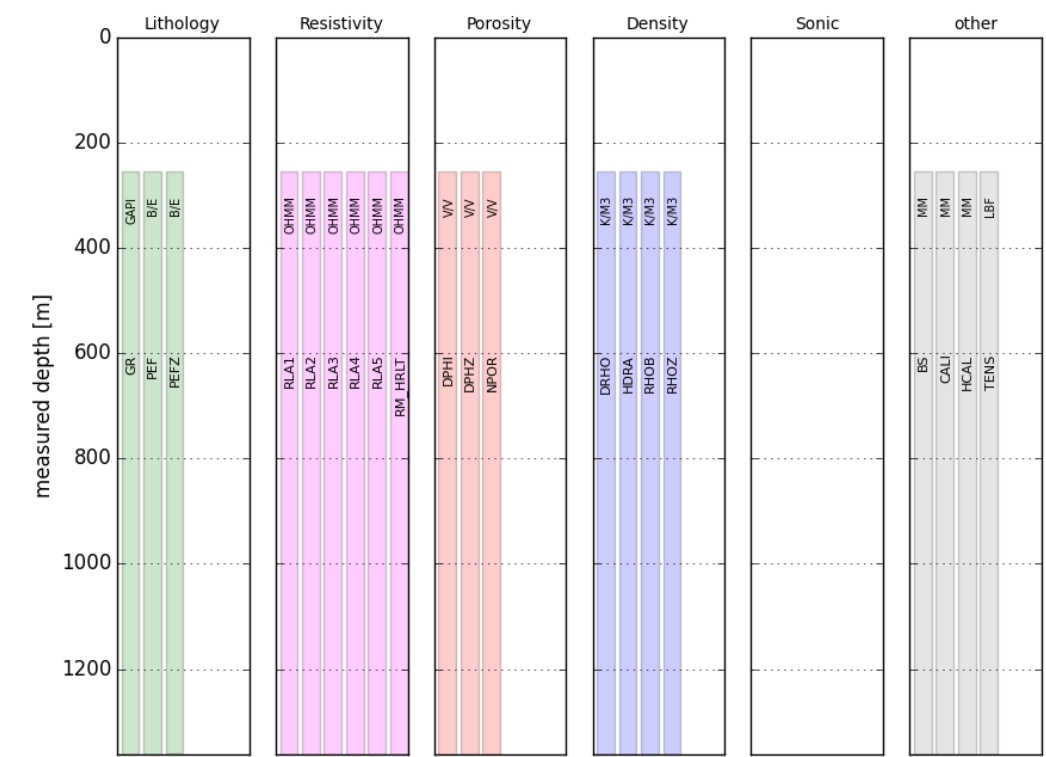 Lithology
Resistivity
Porosity
Density
Sonic
other
measured depth [m]
0
200
400
600
800
1000
1200
GAPI
B/E
B/E
GR
PEF
PEFZ
OHMM
OHMM
OHMM
OHMM
OHMM
OHMM
RLA1
RLA2
RLA3
RLA4
RLA5
RM_HRLT
V/V
V/V
V/V
DPHI
DPHZ
NPOR
K/M3
K/M3
K/M3
K/M3
DRHO
HDRA
RHOB
RHOZ
MM
MM
MM
LBF
BS
CALI
HCAL
TENS